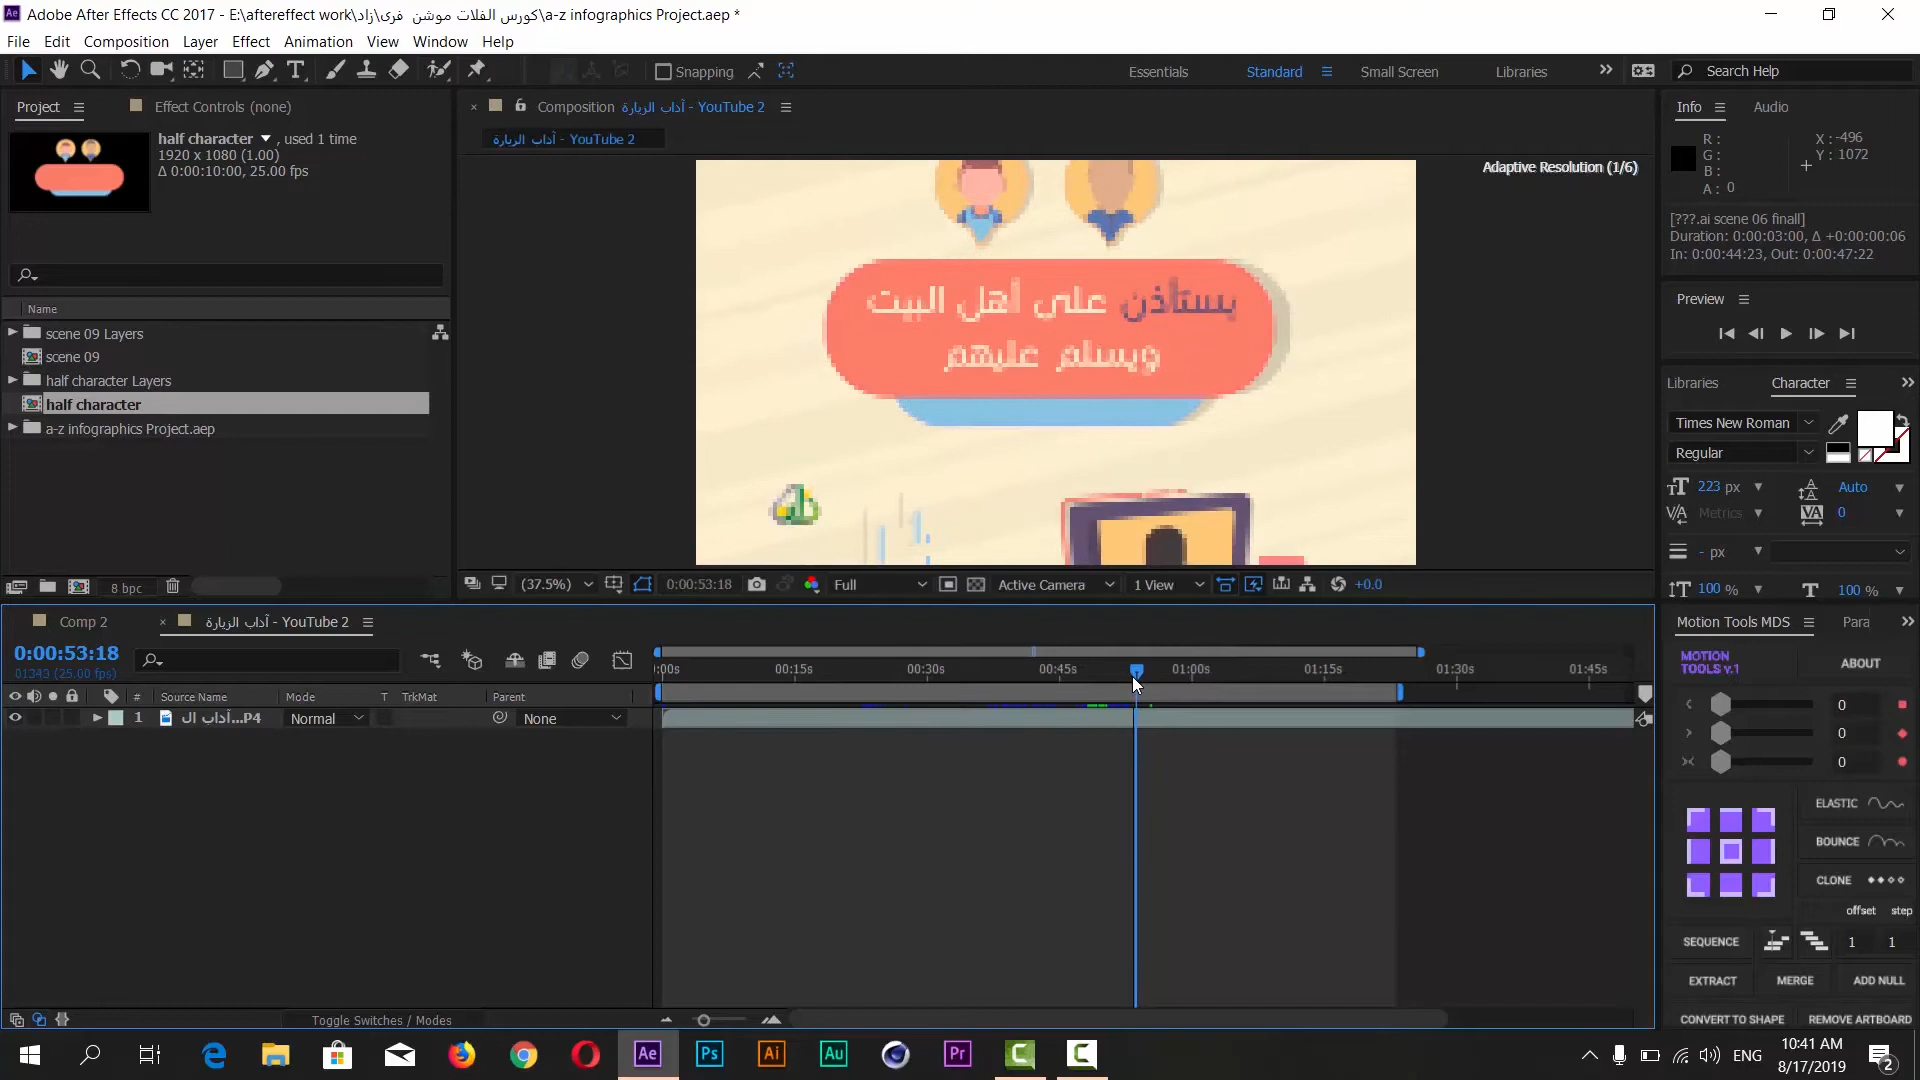 Adobe After Effects CC 2017 - E:\aftereffect work\زاد\كورس الفلات موشن فري\a-z infographics Project.aep *
File Edit Composition Layer Effect Animation View Window Help
Snapping
Essentials Standard Small Screen Libraries Search Help
Project Effect Controls (none)
half character , used 1 time
1920 x 1080 (1.00)
Δ 0:00:10:00, 25.00 fps
Name
scene 09 Layers
scene 09
half character Layers
half character
a-z infographics Project.aep
8 bpc
Composition آداب الزيارة - YouTube 2
آداب الزيارة - YouTube 2
Adaptive Resolution (1/6)
يستأذن على أهل البيت
ويسلم عليهم
(37.5%) 0:00:53:18 Full Active Camera 1 View +0.0
Info Audio
R :
G :
B :
A : 0
X : -496
Y : 1072
[???.ai scene 06 finall]
Duration: 0:00:03:00, Δ +0:00:00:06
In: 0:00:44:23, Out: 0:00:47:22
Preview
Libraries Character
Times New Roman
Regular
223 px Auto
Metrics 0
- px
100 % 100 %
Comp 2 آداب الزيارة - YouTube 2
0:00:53:18
01343 (25.00 fps)
:00s 00:15s 00:30s 00:45s 01:00s 01:15s 01:30s 01:45s
# Source Name Mode T TrkMat Parent
1 آداب ال...P4 Normal None
Toggle Switches / Modes
Motion Tools MDS Para
MOTION TOOLS v.1 ABOUT
0
0
0
ELASTIC
BOUNCE
CLONE
offset step
SEQUENCE 1 1
EXTRACT MERGE ADD NULL
CONVERT TO SHAPE REMOVE ARTBOARD
Ae Ps Ai Au Pr
ENG
10:41 AM
8/17/2019
2